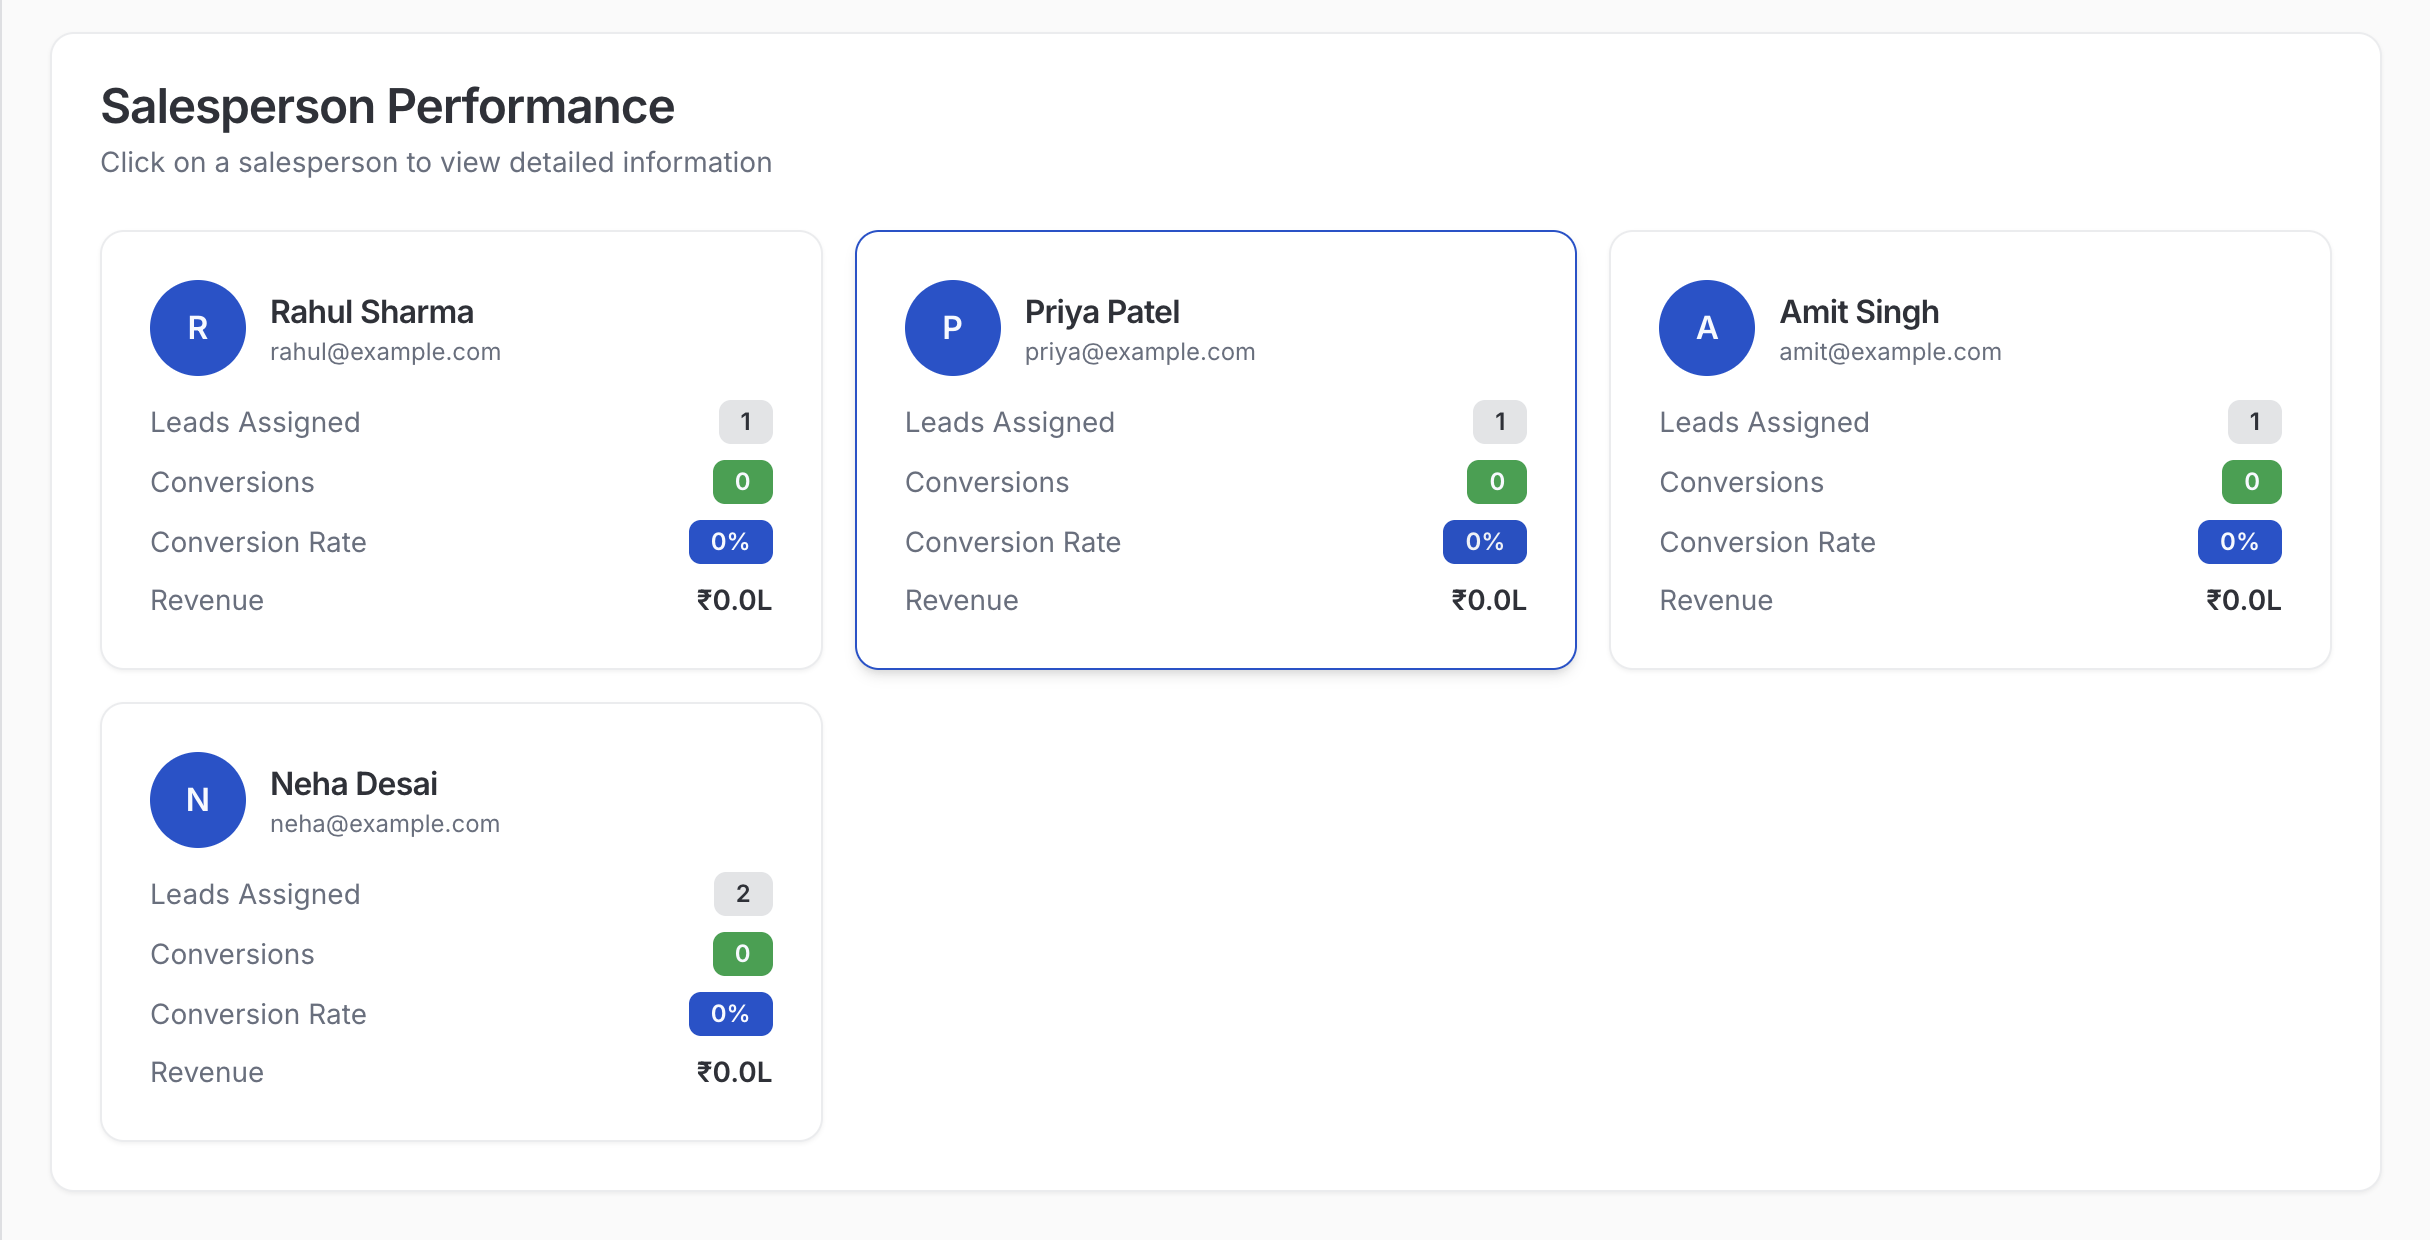 Salesperson Performance
Click on a salesperson to view detailed information
R
Rahul Sharma
rahul@example.com
Leads Assigned 1
Conversions 0
Conversion Rate 0%
Revenue ₹0.0L
P
Priya Patel
priya@example.com
Leads Assigned 1
Conversions 0
Conversion Rate 0%
Revenue ₹0.0L
A
Amit Singh
amit@example.com
Leads Assigned 1
Conversions 0
Conversion Rate 0%
Revenue ₹0.0L
N
Neha Desai
neha@example.com
Leads Assigned 2
Conversions 0
Conversion Rate 0%
Revenue ₹0.0L